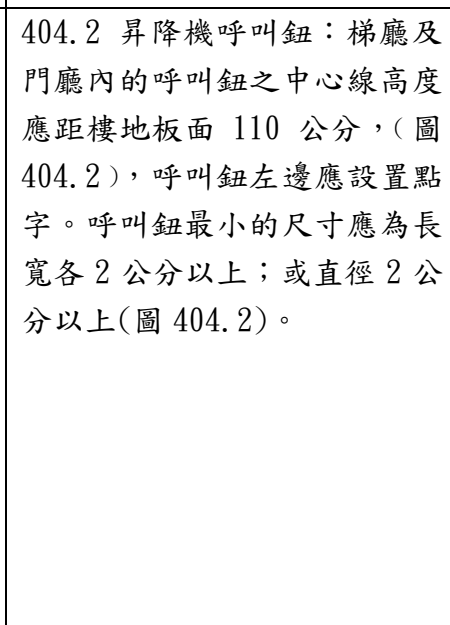 404.2 昇降機呼叫鈕：梯廳及
門廳內的呼叫鈕之中心線高度
應距樓地板面 110 公分，（圖
404.2），呼叫鈕左邊應設置點
字。呼叫鈕最小的尺寸應為長
寬各 2 公分以上；或直徑 2 公
分以上(圖 404.2)。